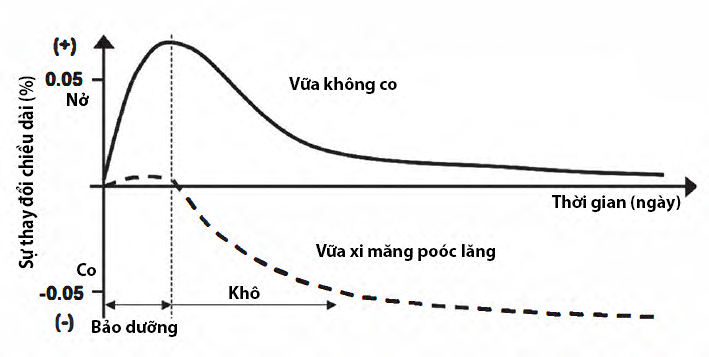 (+)
0.05
Nở
Vữa không co
Sự thay đổi chiều dài (%)
Thời gian (ngày)
Vữa xi măng poóc lăng
Co
-0.05
Khô
(-)
Bảo dưỡng